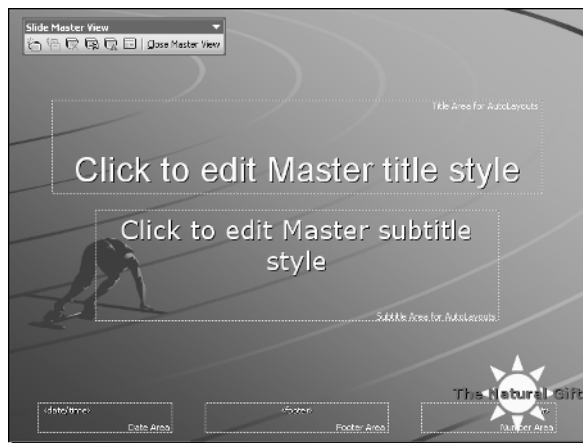 Slide Master View
Close Master View
Title Area for AutoLayouts
Click to edit Master title style
Click to edit Master subtitle
style
Subtitle Area for AutoLayouts
The Natural Gift
<date/time>
<footer>
Date Area
Footer Area
Number Area